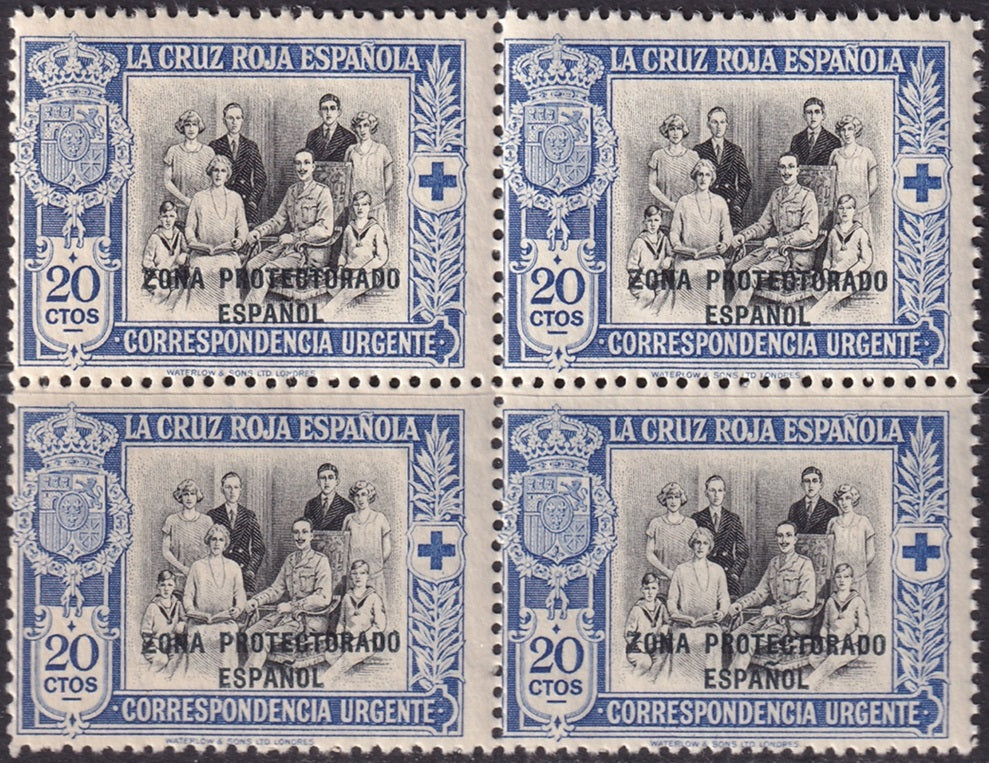 LA CRUZ ROJA ESPAÑOLA
ZONA PROTECTORADO
ESPAÑOL
20
CTOS
·CORRESPONDENCIA URGENTE·
WATERLOW & SONS LTD. LONDRES.
LA CRUZ ROJA ESPAÑOLA
ZONA PROTECTORADO
ESPAÑOL
20
CTOS
·CORRESPONDENCIA URGENTE·
WATERLOW & SONS LTD. LONDRES.
LA CRUZ ROJA ESPAÑOLA
ZONA PROTECTORADO
ESPAÑOL
20
CTOS
·CORRESPONDENCIA URGENTE·
WATERLOW & SONS LTD. LONDRES.
LA CRUZ ROJA ESPAÑOLA
ZONA PROTECTORADO
ESPAÑOL
20
CTOS
·CORRESPONDENCIA URGENTE·
WATERLOW & SONS LTD. LONDRES.